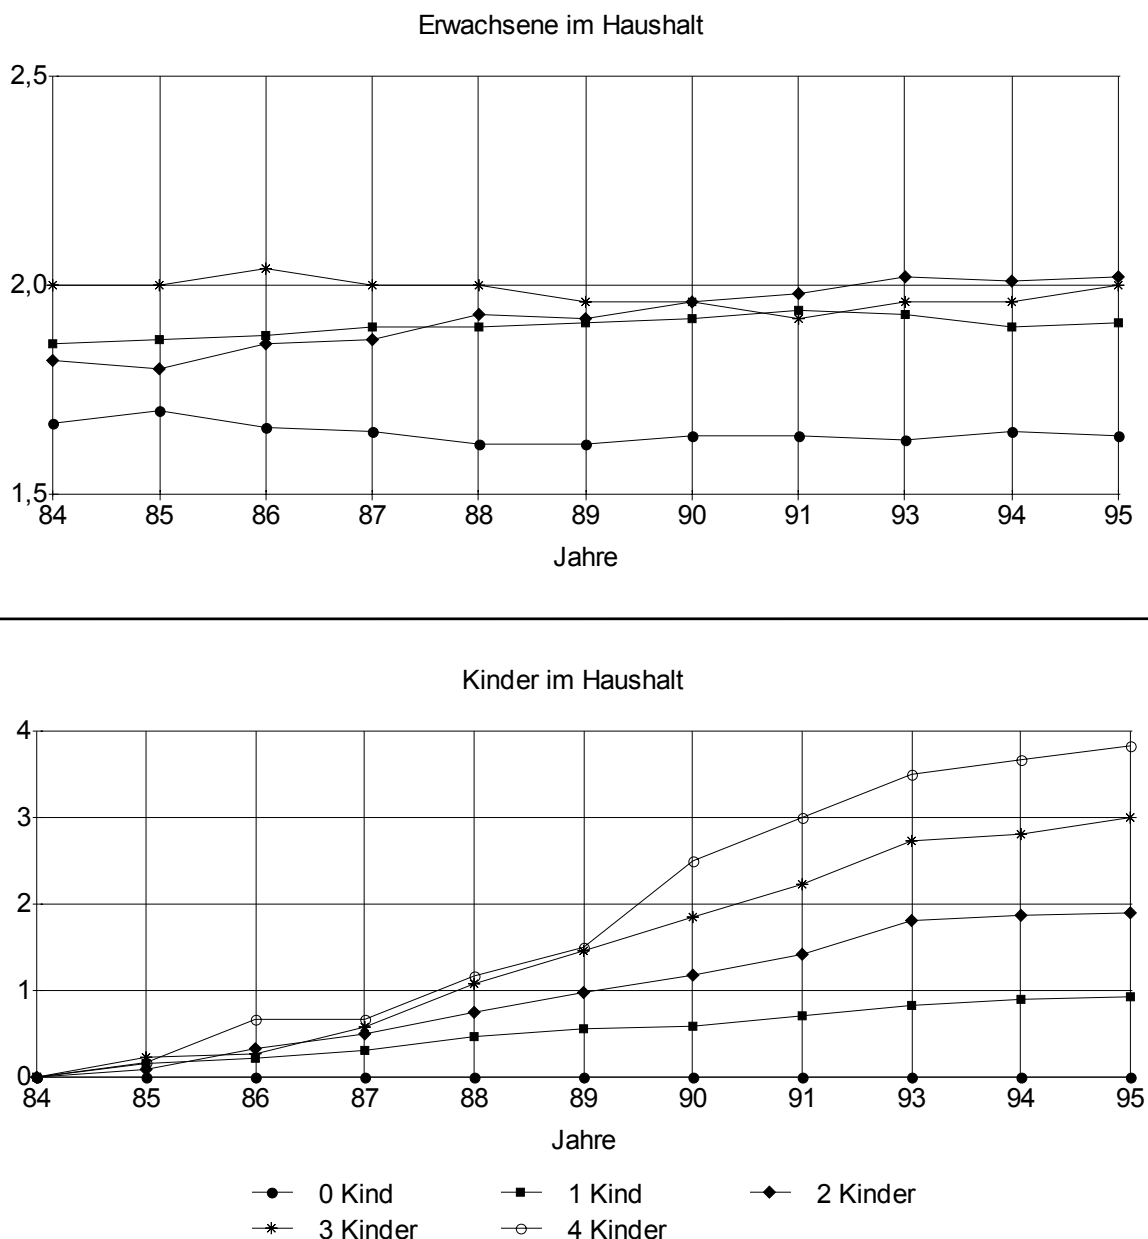 Erwachsene im Haushalt
2,5
2,0
1,5
84 85 86 87 88 89 90 91 93 94 95
Jahre
Kinder im Haushalt
4
3
2
1
0
84 85 86 87 88 89 90 91 93 94 95
Jahre
0 Kind 1 Kind 2 Kinder
3 Kinder 4 Kinder